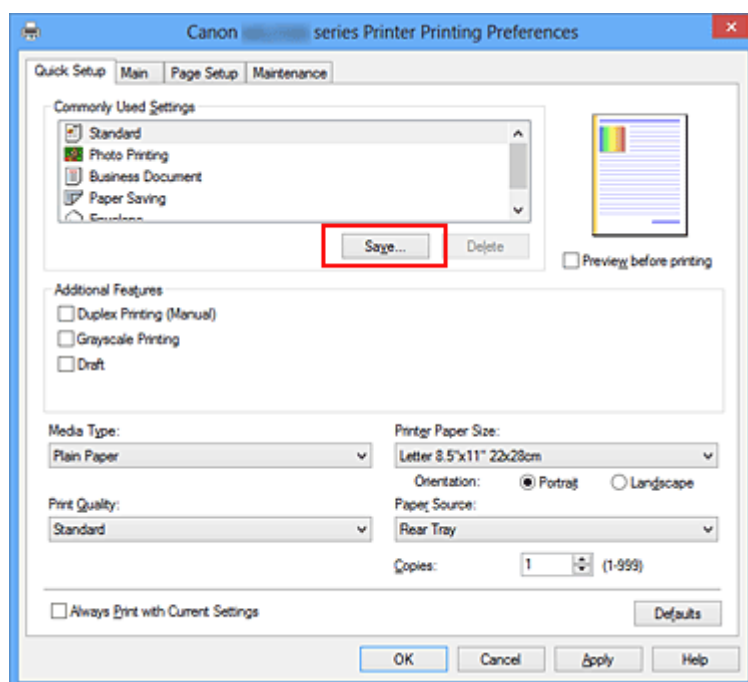 Canon series Printer Printing Preferences
Quick Setup Main Page Setup Maintenance
Commonly Used Settings
Standard
Photo Printing
Business Document
Paper Saving
Envelope
Save... Delete
Preview before printing
Additional Features
Duplex Printing (Manual)
Grayscale Printing
Draft
Media Type: Printer Paper Size:
Plain Paper Letter 8.5"x11" 22x28cm
Orientation: Portrait Landscape
Print Quality: Paper Source:
Standard Rear Tray
Copies: 1 (1-999)
Always Print with Current Settings Defaults
OK Cancel Apply Help